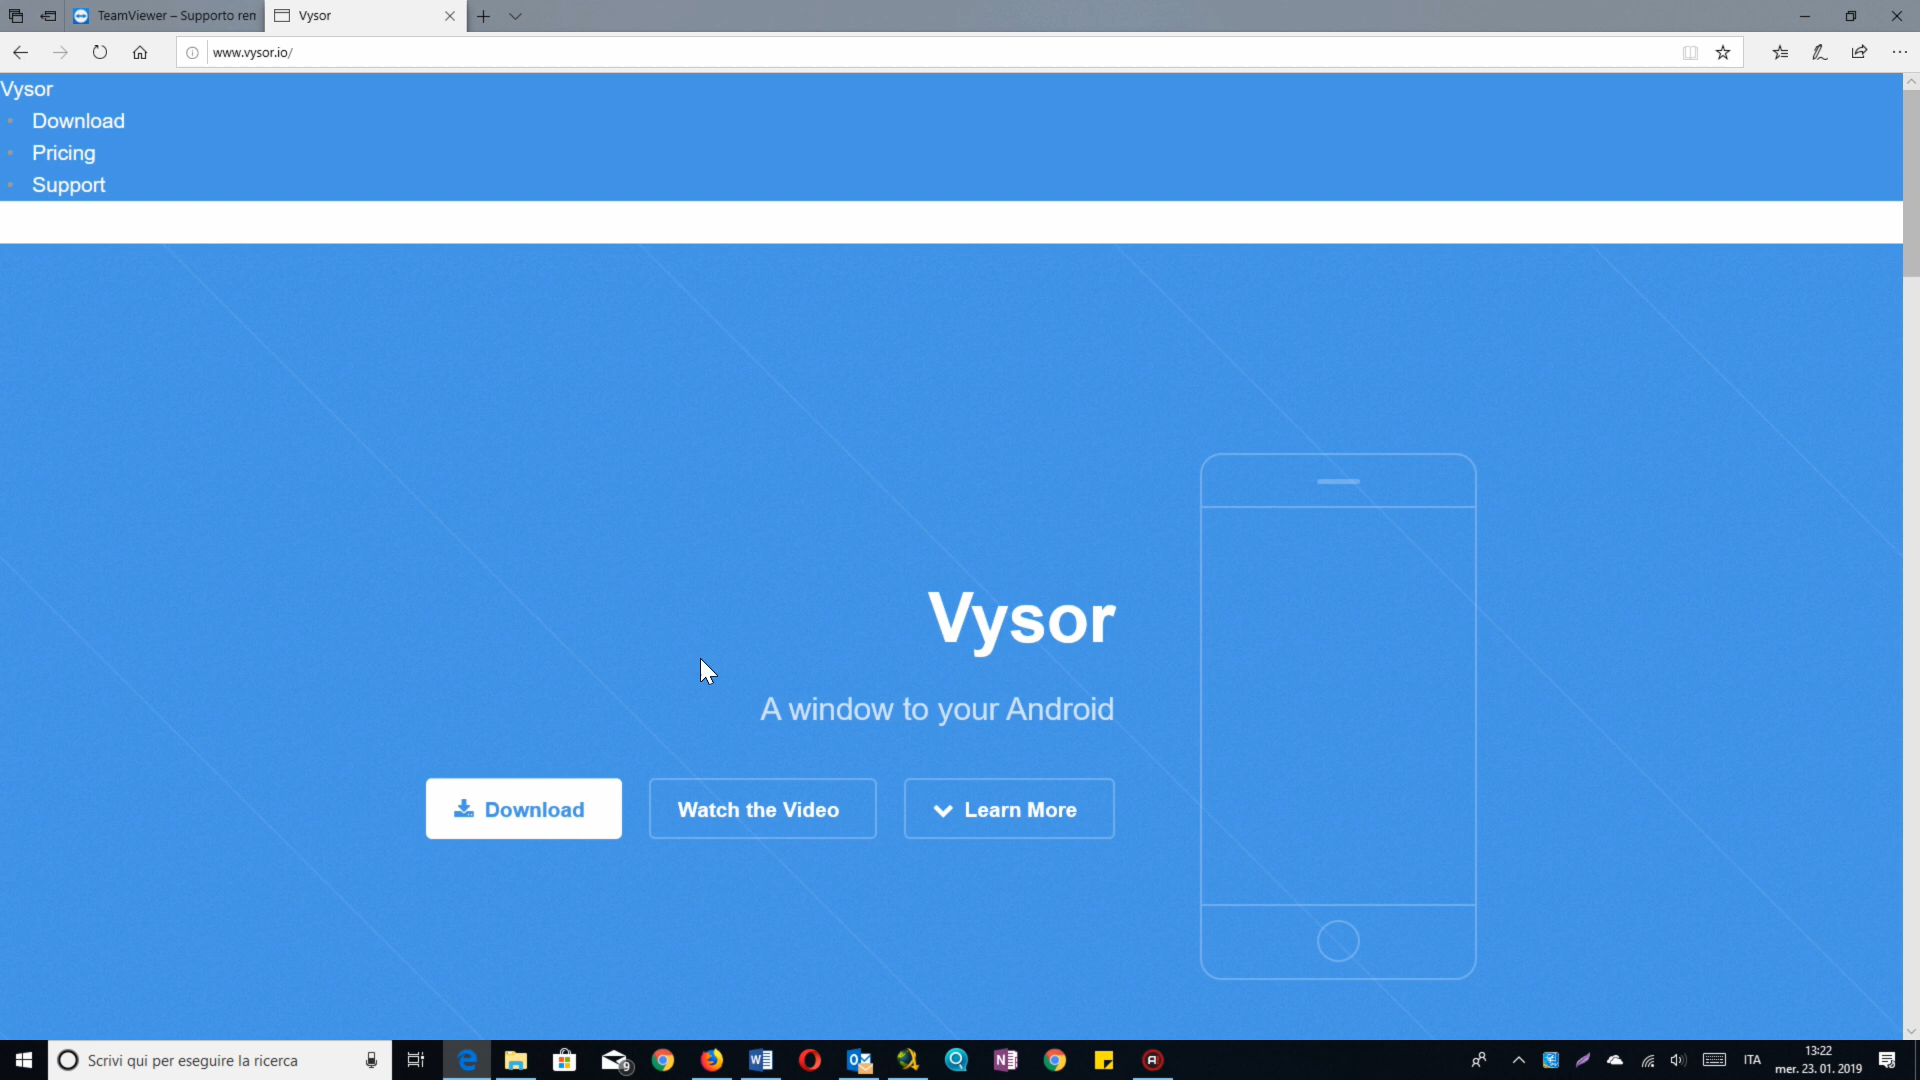 TeamViewer – Supporto ren
Vysor
www.vysor.io/
Vysor
Download
Pricing
Support
Vysor
A window to your Android
Download
Watch the Video
Learn More
Scrivi qui per eseguire la ricerca
9
ITA
13:22
mer. 23. 01. 2019